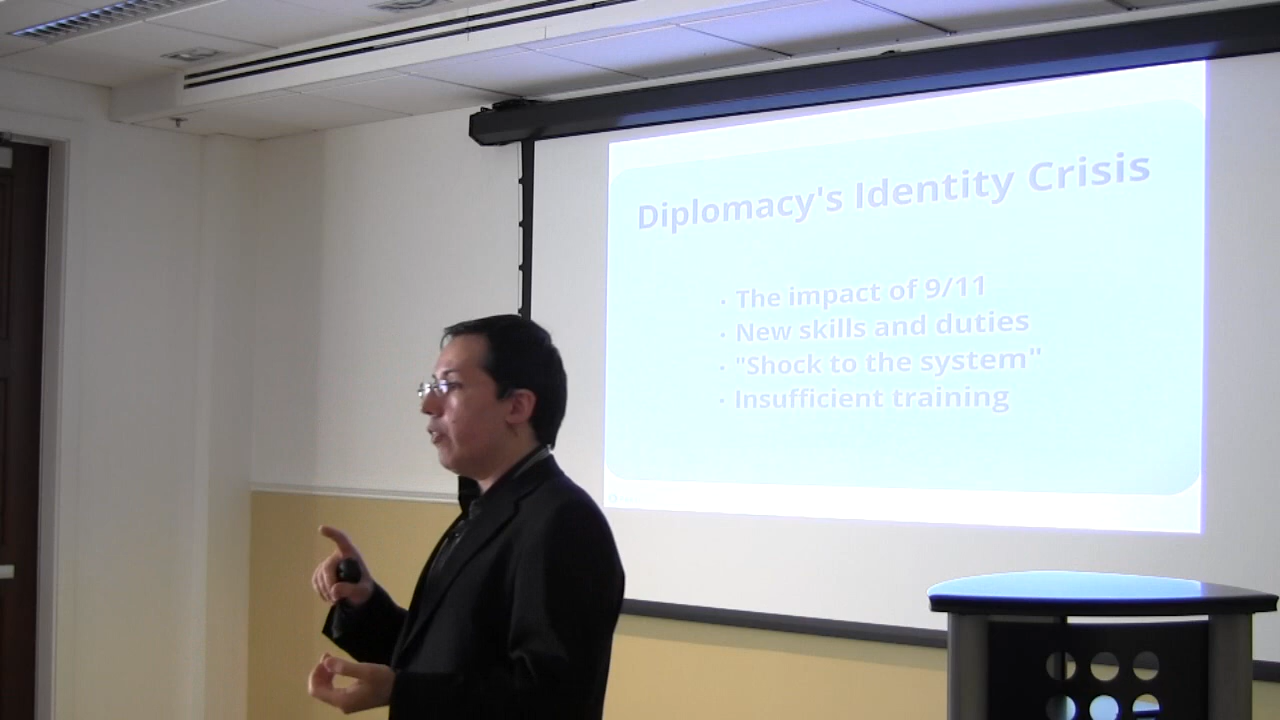 Diplomacy's Identity Crisis
· The impact of 9/11
· New skills and duties
· "Shock to the system"
· Insufficient training